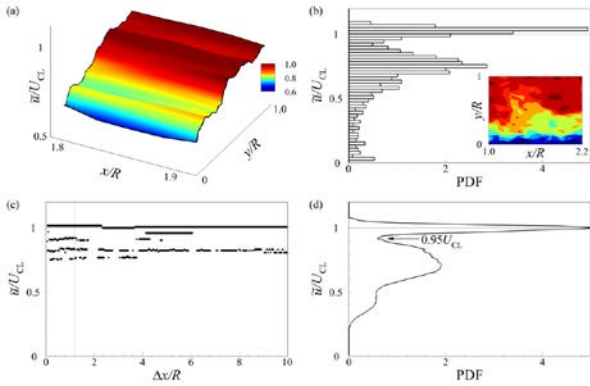 (a)
1
0.5
ũ/U_CL
1.8
x/R
1.9
0
y/R
1.0
1.0
0.8
0.6
(b)
1
0.5
0
ũ/U_CL
0 2 4
PDF
1
0
y/R
1.0 x/R 2.2
(c)
1
0.5
0
ũ/U_CL
0 2 4 6 8 10
Δx/R
(d)
1
0.5
0
ũ/U_CL
0.95U_CL
0 2 4
PDF